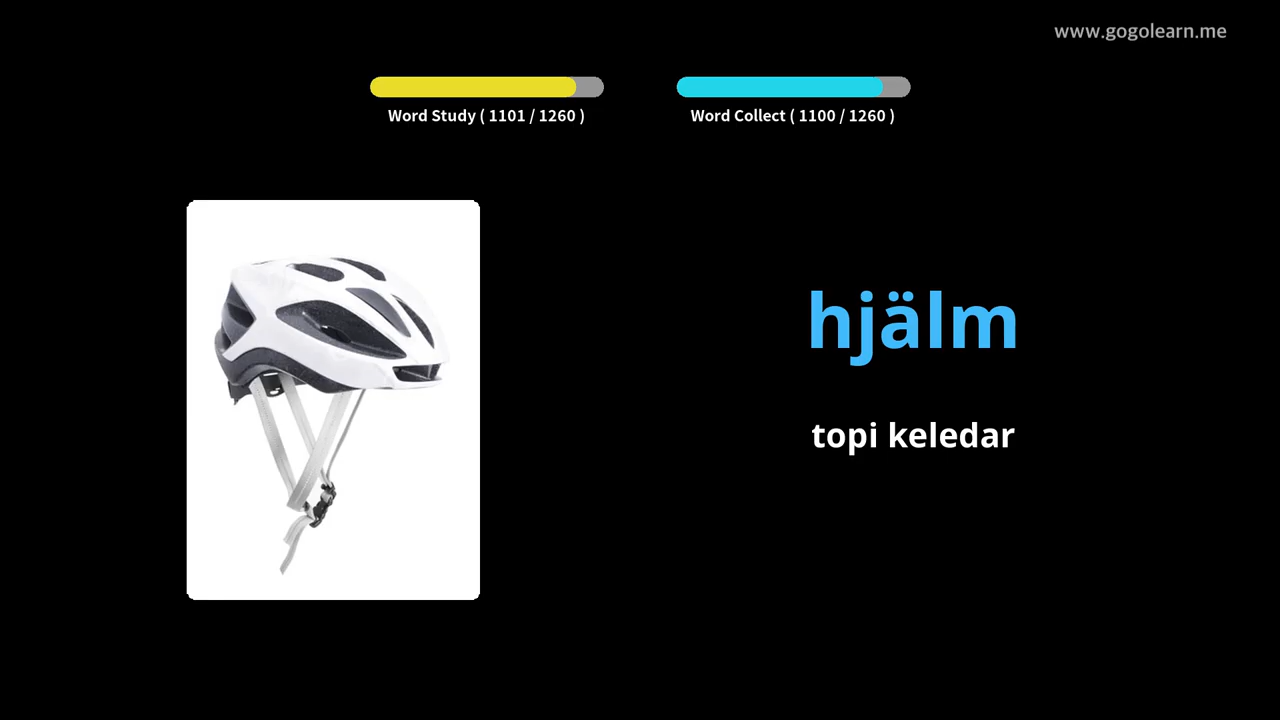 www.gogolearn.me
Word Study ( 1101 / 1260 )
Word Collect ( 1100 / 1260 )
hjälm
topi keledar